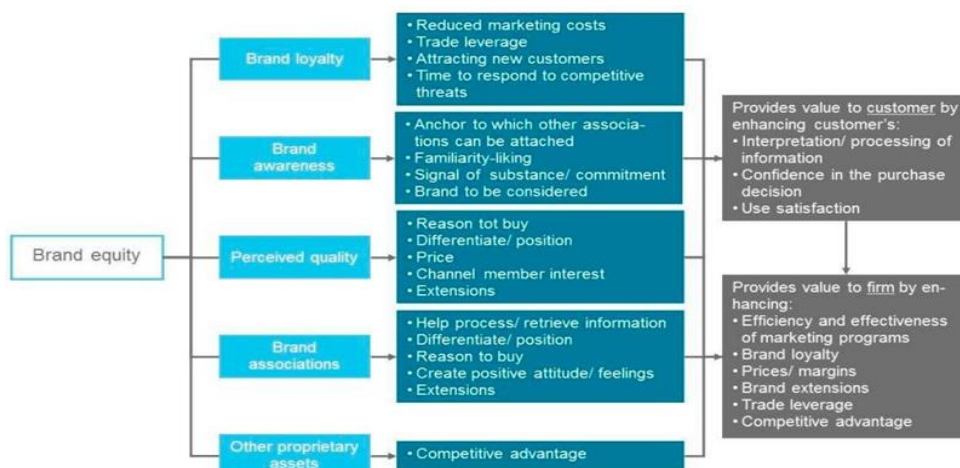 Brand equity
Brand loyalty
• Reduced marketing costs
• Trade leverage
• Attracting new customers
• Time to respond to competitive
threats
Brand
awareness
• Anchor to which other associa-
tions can be attached
• Familiarity-liking
• Signal of substance/ commitment
• Brand to be considered
Perceived quality
• Reason tot buy
• Differentiate/ position
• Price
• Channel member interest
• Extensions
Brand
associations
• Help process/ retrieve information
• Differentiate/ position
• Reason to buy
• Create positive attitude/ feelings
• Extensions
Other proprietary
assets
• Competitive advantage
Provides value to customer by
enhancing customer's:
• Interpretation/ processing of
information
• Confidence in the purchase
decision
• Use satisfaction
Provides value to firm by en-
hancing:
• Efficiency and effectiveness
of marketing programs
• Brand loyalty
• Prices/ margins
• Brand extensions
• Trade leverage
• Competitive advantage